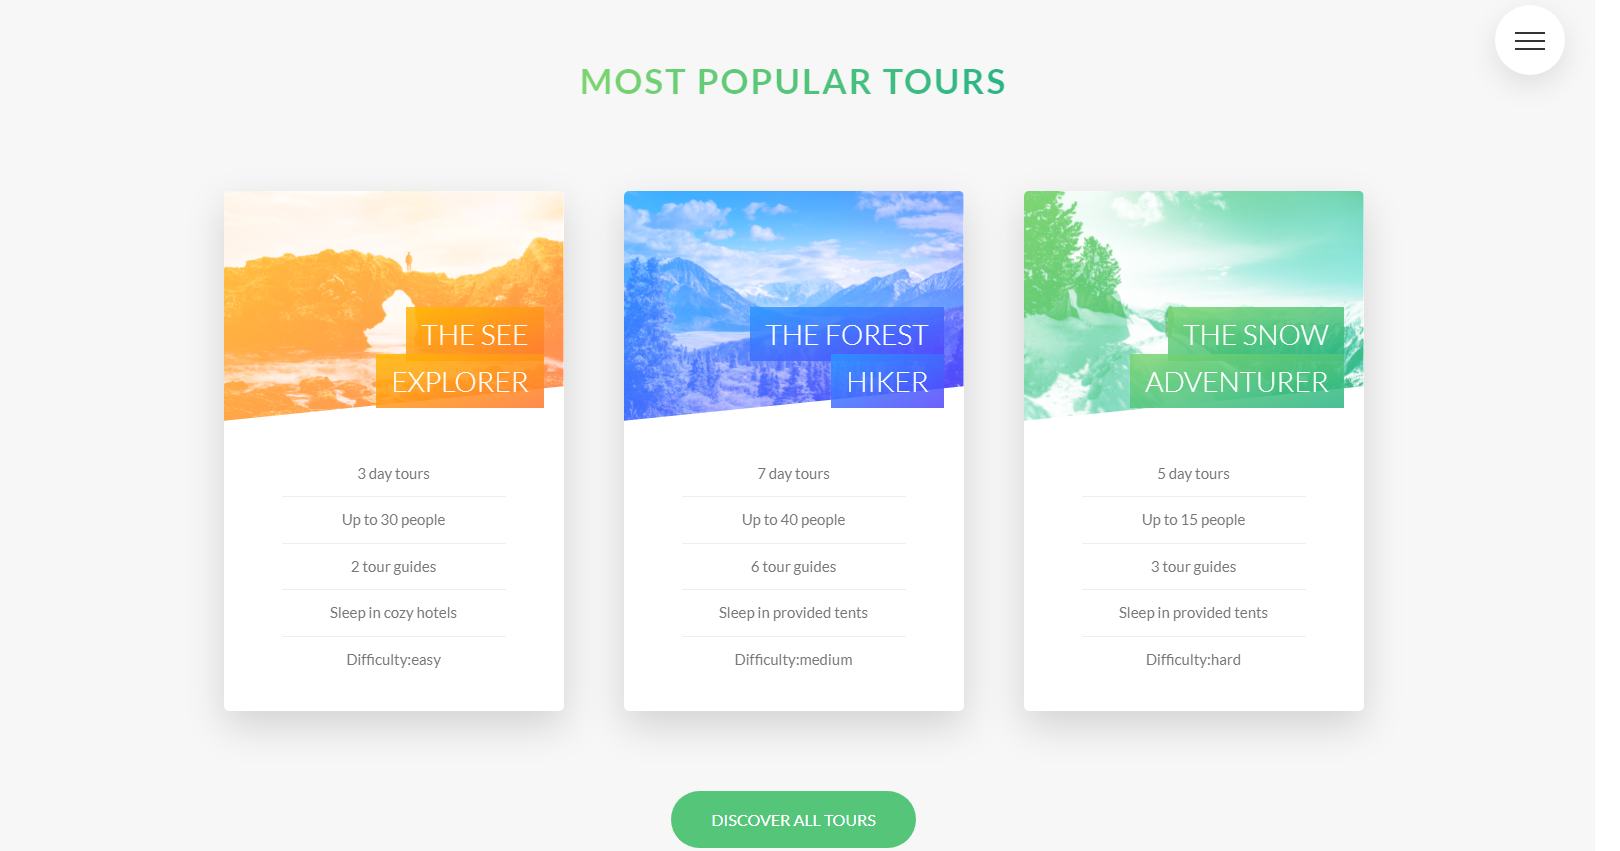 MOST POPULAR TOURS
THE SEE
EXPLORER
3 day tours
Up to 30 people
2 tour guides
Sleep in cozy hotels
Difficulty:easy
THE FOREST
HIKER
7 day tours
Up to 40 people
6 tour guides
Sleep in provided tents
Difficulty:medium
THE SNOW
ADVENTURER
5 day tours
Up to 15 people
3 tour guides
Sleep in provided tents
Difficulty:hard
DISCOVER ALL TOURS